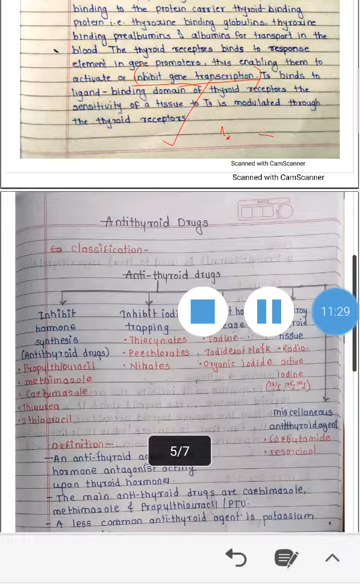 binding to the protein carrier thyroid-binding
protein i.e. thyroxine binding globulins, thyroxine
binding prealbumins & albumins for transport in the
blood. The thyroid receptors binds to response
element in gene promoters, thus enabling them to
activate or inhibit gene transcription. T3 binds to
ligand-binding domain of thyroid receptors the
sensitivity of a tissue to T3 is modulated through
the thyroid receptors
Scanned with CamScanner
Scanned with CamScanner
Antithyroid Drugs
Classification-
Anti-thyroid drugs
Inhibit
hormone
synthesis
(Antithyroid drugs)
• Propylthiouracil
• methimazole
• Carbimazole
• Thiourea
Inhibit
trapping
• Thiocynates
• Perchlorates
• Nitrates
• Iodine
• Iodides of Na & K
• Organic iodide
tissue
• Radio-
active
Iodine
miscellaneous
antithyroid agent
• Carbutamide
• resorcinol
11:29
5/7
Definition-
- An anti-thyroid
hormone antagonist acting
upon thyroid hormones.
- The main anti-thyroid drugs are carbimazole,
methimazole & Propylthiouracil / PTU.
- A less common antithyroid agent is potassium